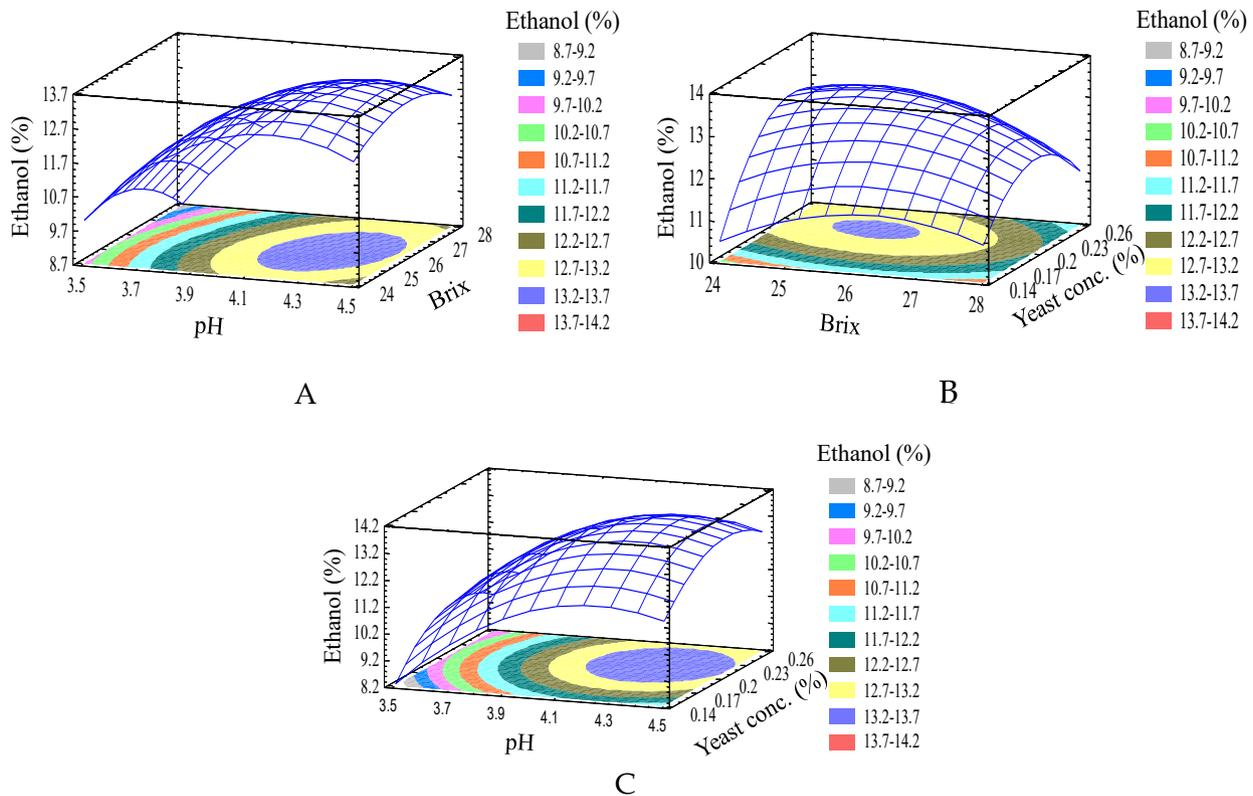 Ethanol (%)
8.7-9.2
9.2-9.7
9.7-10.2
10.2-10.7
10.7-11.2
11.2-11.7
11.7-12.2
12.2-12.7
12.7-13.2
13.2-13.7
13.7-14.2
Ethanol (%)
13.7
12.7
11.7
10.7
9.7
8.7
3.5 3.7 3.9 4.1 4.3 4.5
pH
24 25 26 27 28
Brix
A
Ethanol (%)
8.7-9.2
9.2-9.7
9.7-10.2
10.2-10.7
10.7-11.2
11.2-11.7
11.7-12.2
12.2-12.7
12.7-13.2
13.2-13.7
13.7-14.2
Ethanol (%)
14
13
12
11
10
24 25 26 27 28
Brix
0.14 0.17 0.2 0.23 0.26
Yeast conc. (%)
B
Ethanol (%)
8.7-9.2
9.2-9.7
9.7-10.2
10.2-10.7
10.7-11.2
11.2-11.7
11.7-12.2
12.2-12.7
12.7-13.2
13.2-13.7
13.7-14.2
Ethanol (%)
14.2
13.2
12.2
11.2
10.2
9.2
8.2
3.5 3.7 3.9 4.1 4.3 4.5
pH
0.14 0.17 0.2 0.23 0.26
Yeast conc. (%)
C